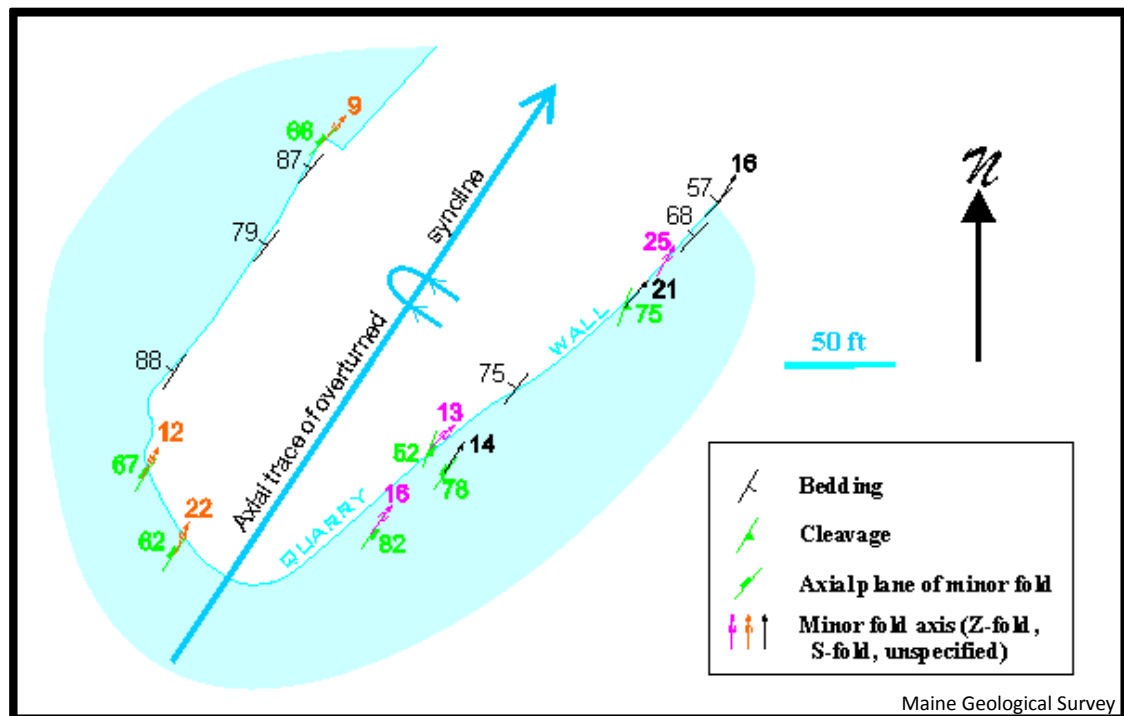 9
66
87
16
57
68
79
syncline
25
21
75
Axial trace of overturned
QUARRY WALL
50 ft
N
88
75
12
67
13
52
14
78
16
82
22
62
Bedding
Cleavage
Axial plane of minor fold
Minor fold axis (Z-fold,
S-fold, unspecified)
Maine Geological Survey